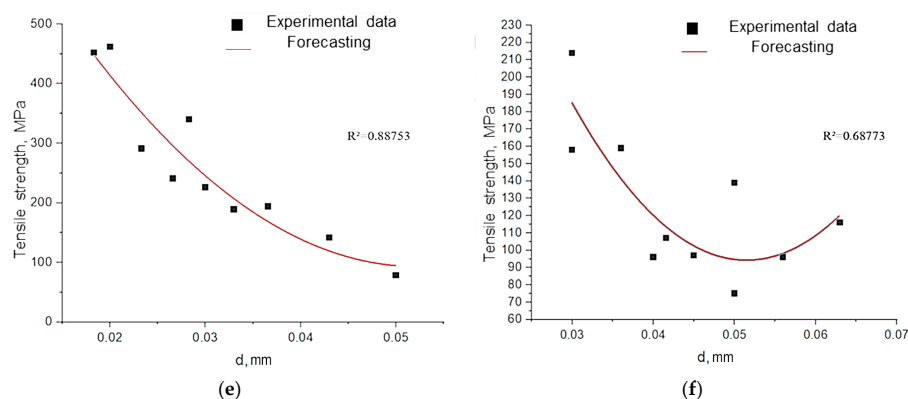 Experimental data
Forecasting
R²=0.88753
Tensile strength, MPa
500
400
300
200
100
0
0.02
0.03
0.04
0.05
d, mm
(e)
Experimental data
Forecasting
R²=0.68773
Tensile strength, MPa
230
220
210
200
190
180
170
160
150
140
130
120
110
100
90
80
70
60
0.03
0.04
0.05
0.06
d, mm
(f)